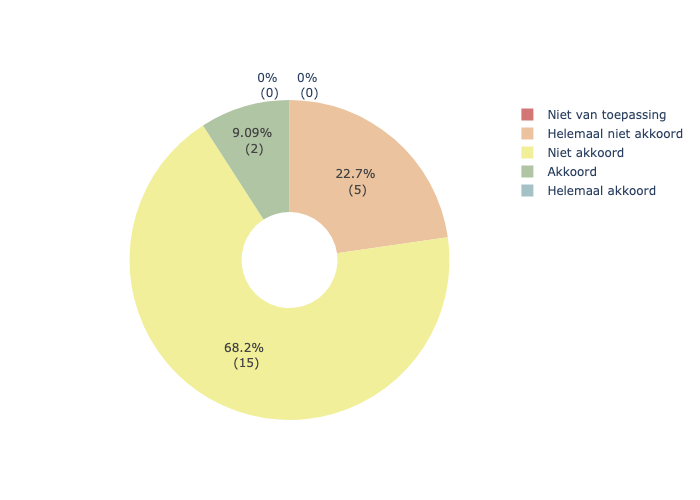 0%
(0)
0%
(0)
9.09%
(2)
22.7%
(5)
68.2%
(15)
Niet van toepassing
Helemaal niet akkoord
Niet akkoord
Akkoord
Helemaal akkoord